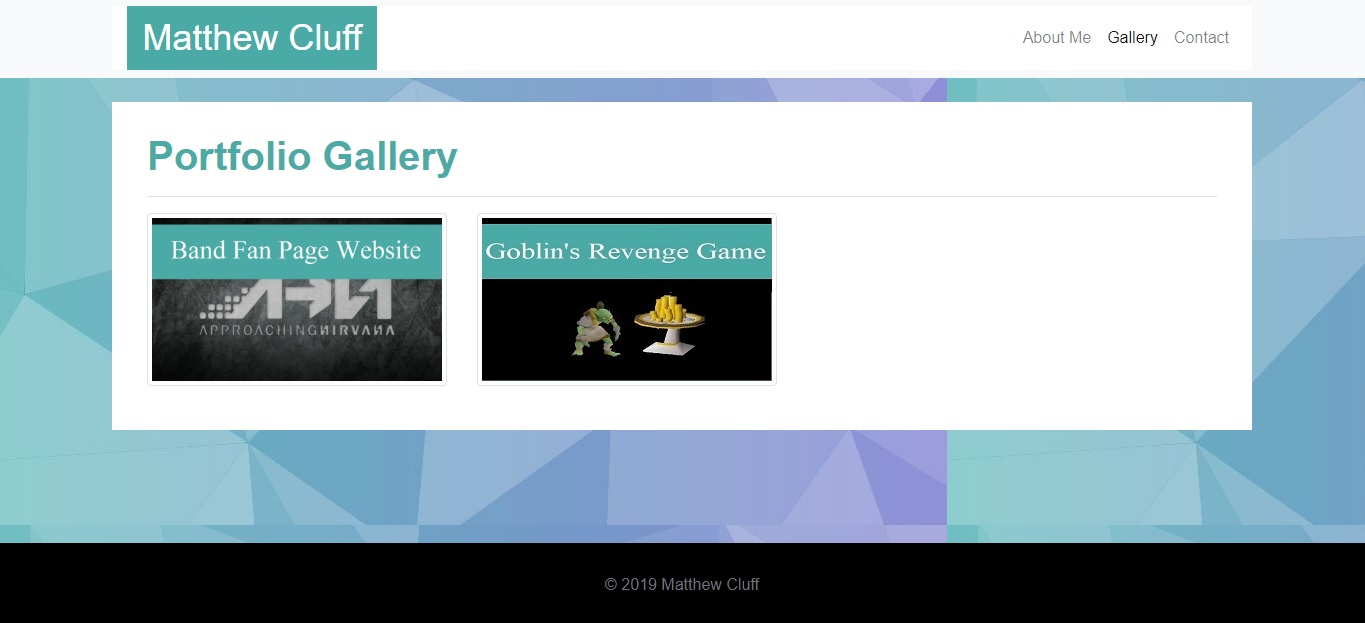 Matthew Cluff
About Me Gallery Contact
Portfolio Gallery
Band Fan Page Website
APPROACHINGNIRVANA
Goblin's Revenge Game
© 2019 Matthew Cluff